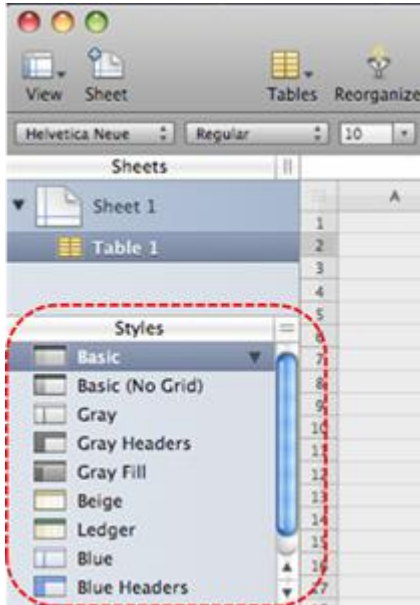 View Sheet Tables Reorganize
Helvetica Neue Regular 10
Sheets
Sheet 1
A
1
Table 1
2
3
4
5
Styles
6
Basic
7
Basic (No Grid)
8
Gray
9
10
Gray Headers
11
Gray Fill
12
Beige
13
14
Ledger
15
Blue
16
Blue Headers
17